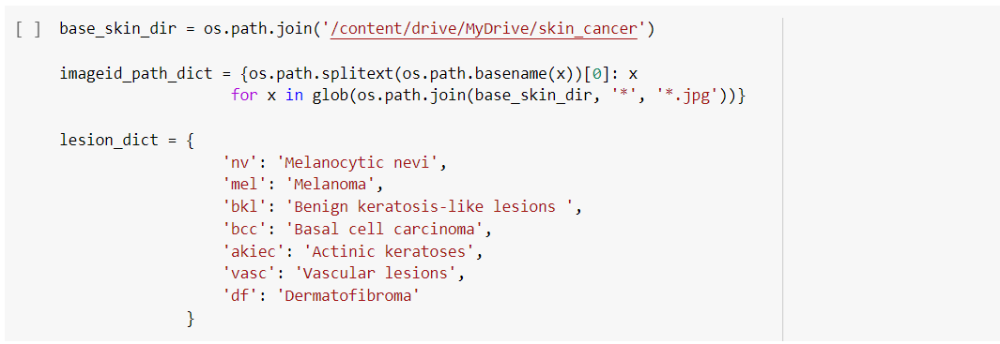 [ ] base_skin_dir = os.path.join('/content/drive/MyDrive/skin_cancer')
imageid_path_dict = {os.path.splitext(os.path.basename(x))[0]: x
for x in glob(os.path.join(base_skin_dir, '*', '*.jpg'))}
lesion_dict = {
'nv': 'Melanocytic nevi',
'mel': 'Melanoma',
'bkl': 'Benign keratosis-like lesions ',
'bcc': 'Basal cell carcinoma',
'akiec': 'Actinic keratoses',
'vasc': 'Vascular lesions',
'df': 'Dermatofibroma'
}